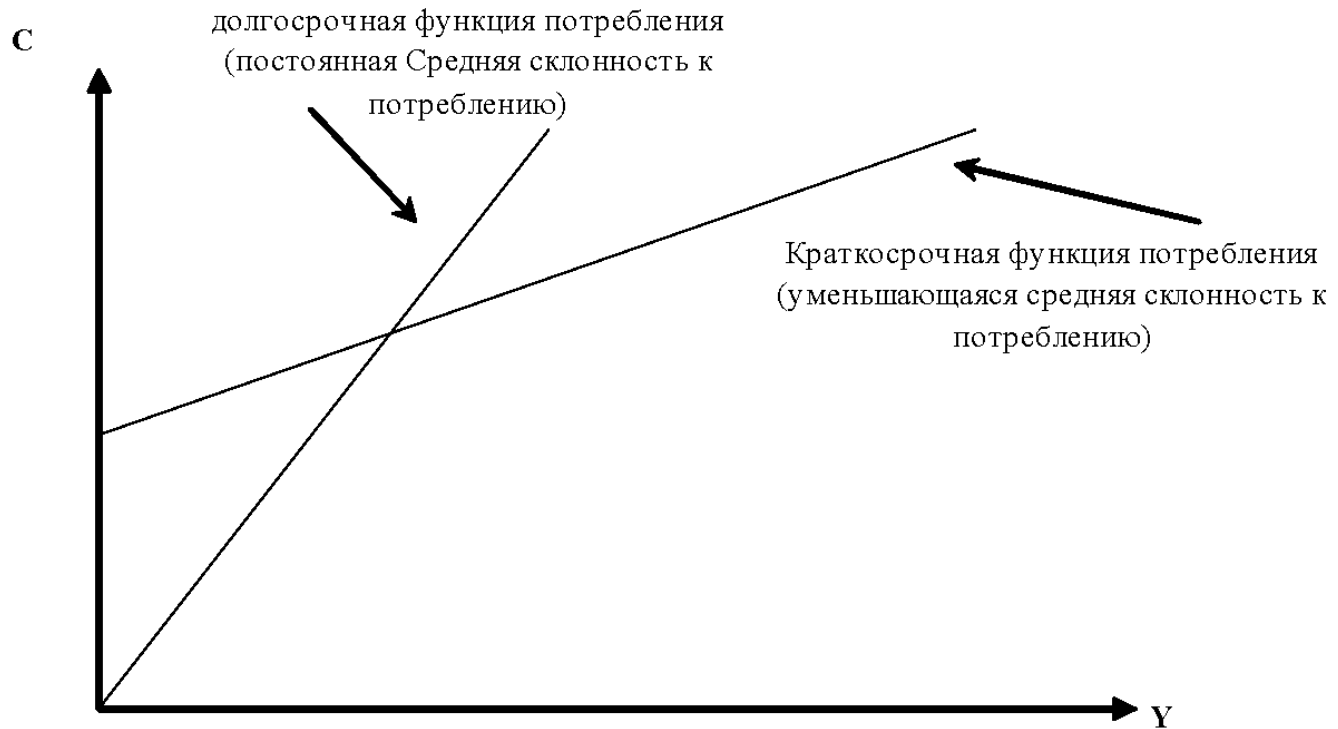 C
долгосрочная функция потребления
(постоянная Средняя склонность к
потреблению)
Краткосрочная функция потребления
(уменьшающаяся средняя склонность к
потреблению)
Y